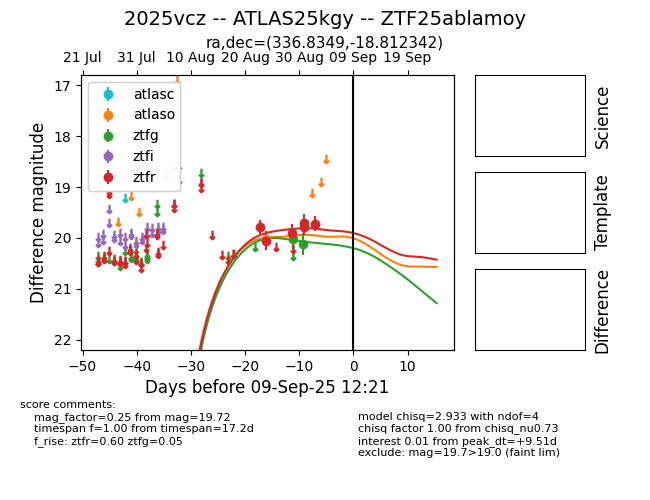 2025vcz -- ATLAS25kgy -- ZTF25ablamoy
ra,dec=(336.8349,-18.812342)
21 Jul 31 Jul 10 Aug 20 Aug 30 Aug 09 Sep 19 Sep
17
18
19
20
21
22
Difference magnitude
atlasc
atlaso
ztfg
ztfi
ztfr
−50 −40 −30 −20 −10 0 10
Days before 09-Sep-25 12:21
Science
Template
Difference
score comments:
mag_factor=0.25 from mag=19.72
timespan f=1.00 from timespan=17.2d
f_rise: ztfr=0.60 ztfg=0.05
model chisq=2.933 with ndof=4
chisq factor 1.00 from chisq_nu0.73
interest 0.01 from peak_dt=+9.51d
exclude: mag=19.7>19.0 (faint lim)